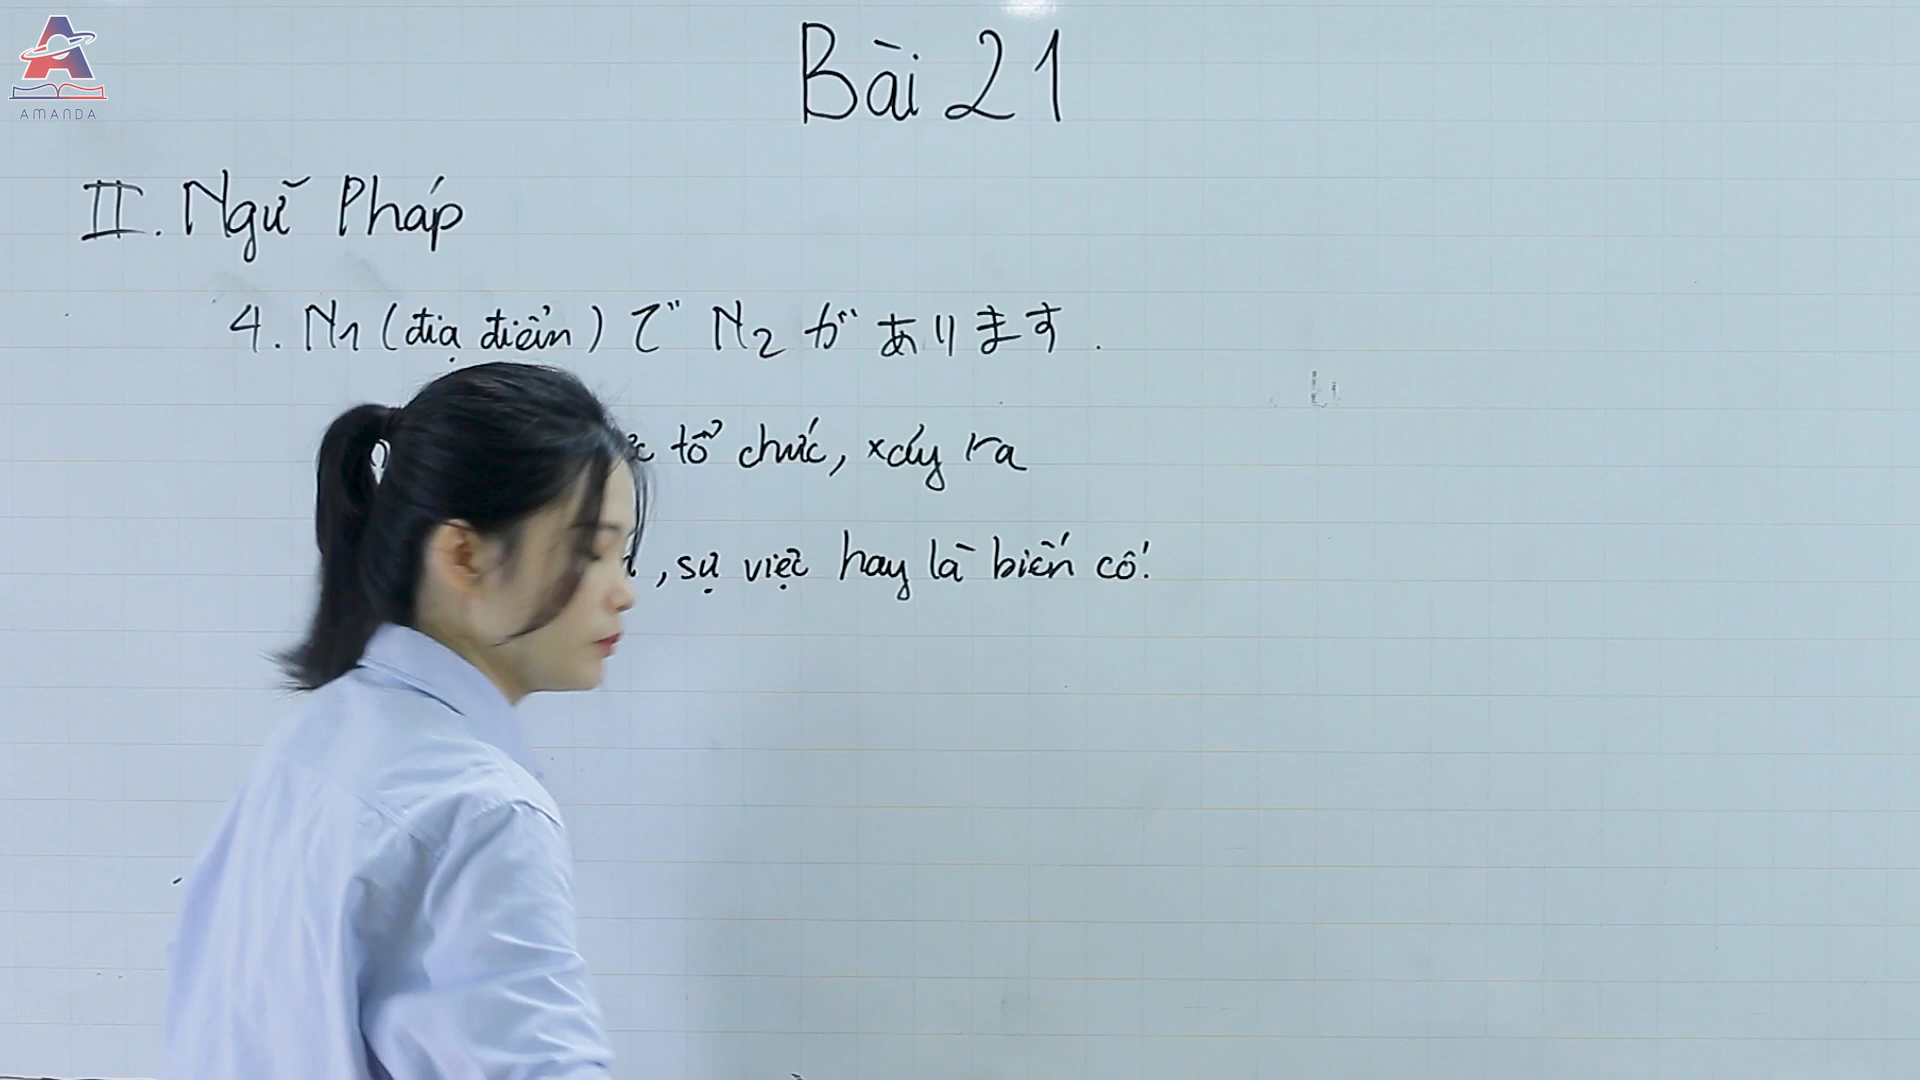 AMANDA
Bài 21
II. Ngữ Pháp
4. N1 (địa điểm) で N2 が あります.
tổ chức, xảy ra
, sự việc hay là biến cố.